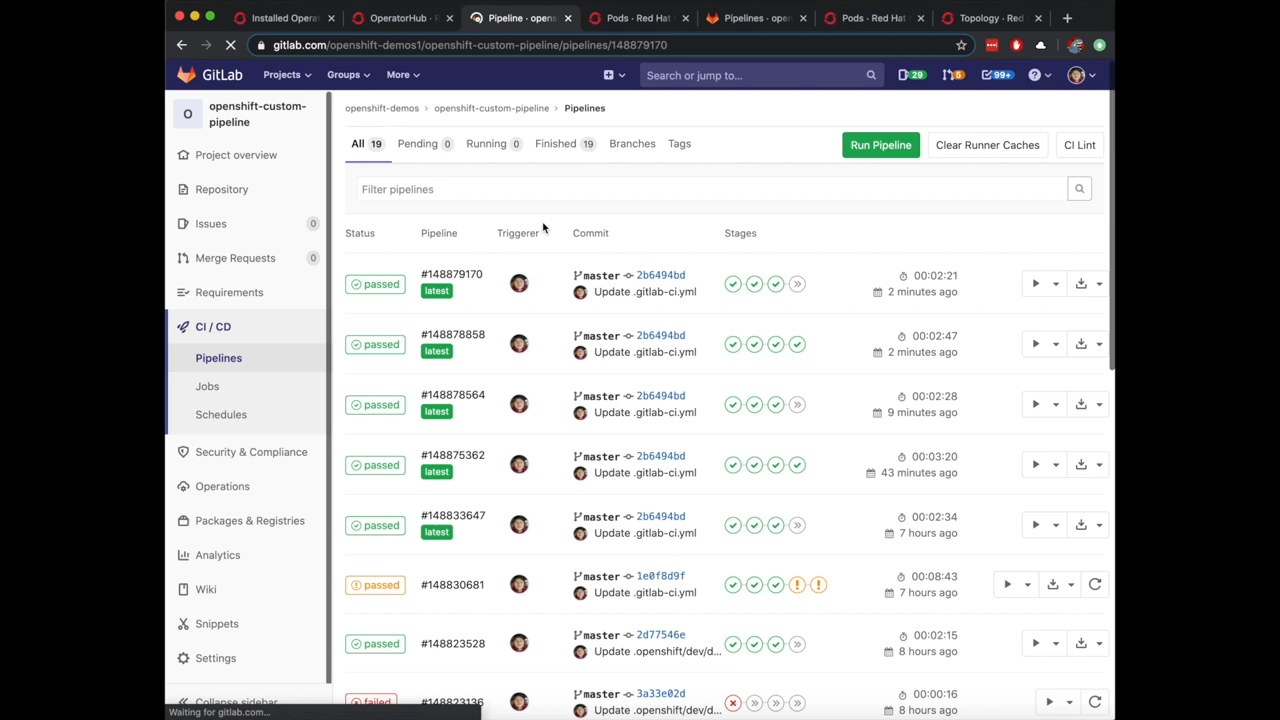 Installed Operat
OperatorHub · R
Pipeline · opens
Pods · Red Hat
Pipelines · open
Pods · Red Hat
Topology · Red
gitlab.com/openshift-demos1/openshift-custom-pipeline/pipelines/148879170
GitLab
Projects
Groups
More
Search or jump to...
29
5
99+
openshift-custom-
pipeline
O
Project overview
Repository
Issues 0
Merge Requests 0
Requirements
CI / CD
Pipelines
Jobs
Schedules
Security & Compliance
Operations
Packages & Registries
Analytics
Wiki
Snippets
Settings
Collapse sidebar
Waiting for gitlab.com...
openshift-demos › openshift-custom-pipeline › Pipelines
All 19 Pending 0 Running 0 Finished 19 Branches Tags
Run Pipeline
Clear Runner Caches
CI Lint
Filter pipelines
Status Pipeline Triggerer Commit Stages
passed #148879170 master 2b6494bd 00:02:21
latest Update .gitlab-ci.yml 2 minutes ago
passed #148878858 master 2b6494bd 00:02:47
latest Update .gitlab-ci.yml 2 minutes ago
passed #148878564 master 2b6494bd 00:02:28
latest Update .gitlab-ci.yml 9 minutes ago
passed #148875362 master 2b6494bd 00:03:20
latest Update .gitlab-ci.yml 43 minutes ago
passed #148833647 master 2b6494bd 00:02:34
latest Update .gitlab-ci.yml 7 hours ago
passed #148830681 master 1e0f8d9f 00:08:43
Update .gitlab-ci.yml 7 hours ago
passed #148823528 master 2d77546e 00:02:15
Update .openshift/dev/d... 8 hours ago
failed #148823136 master 3a33e02d 00:00:16
Update .openshift/dev/d... 8 hours ago